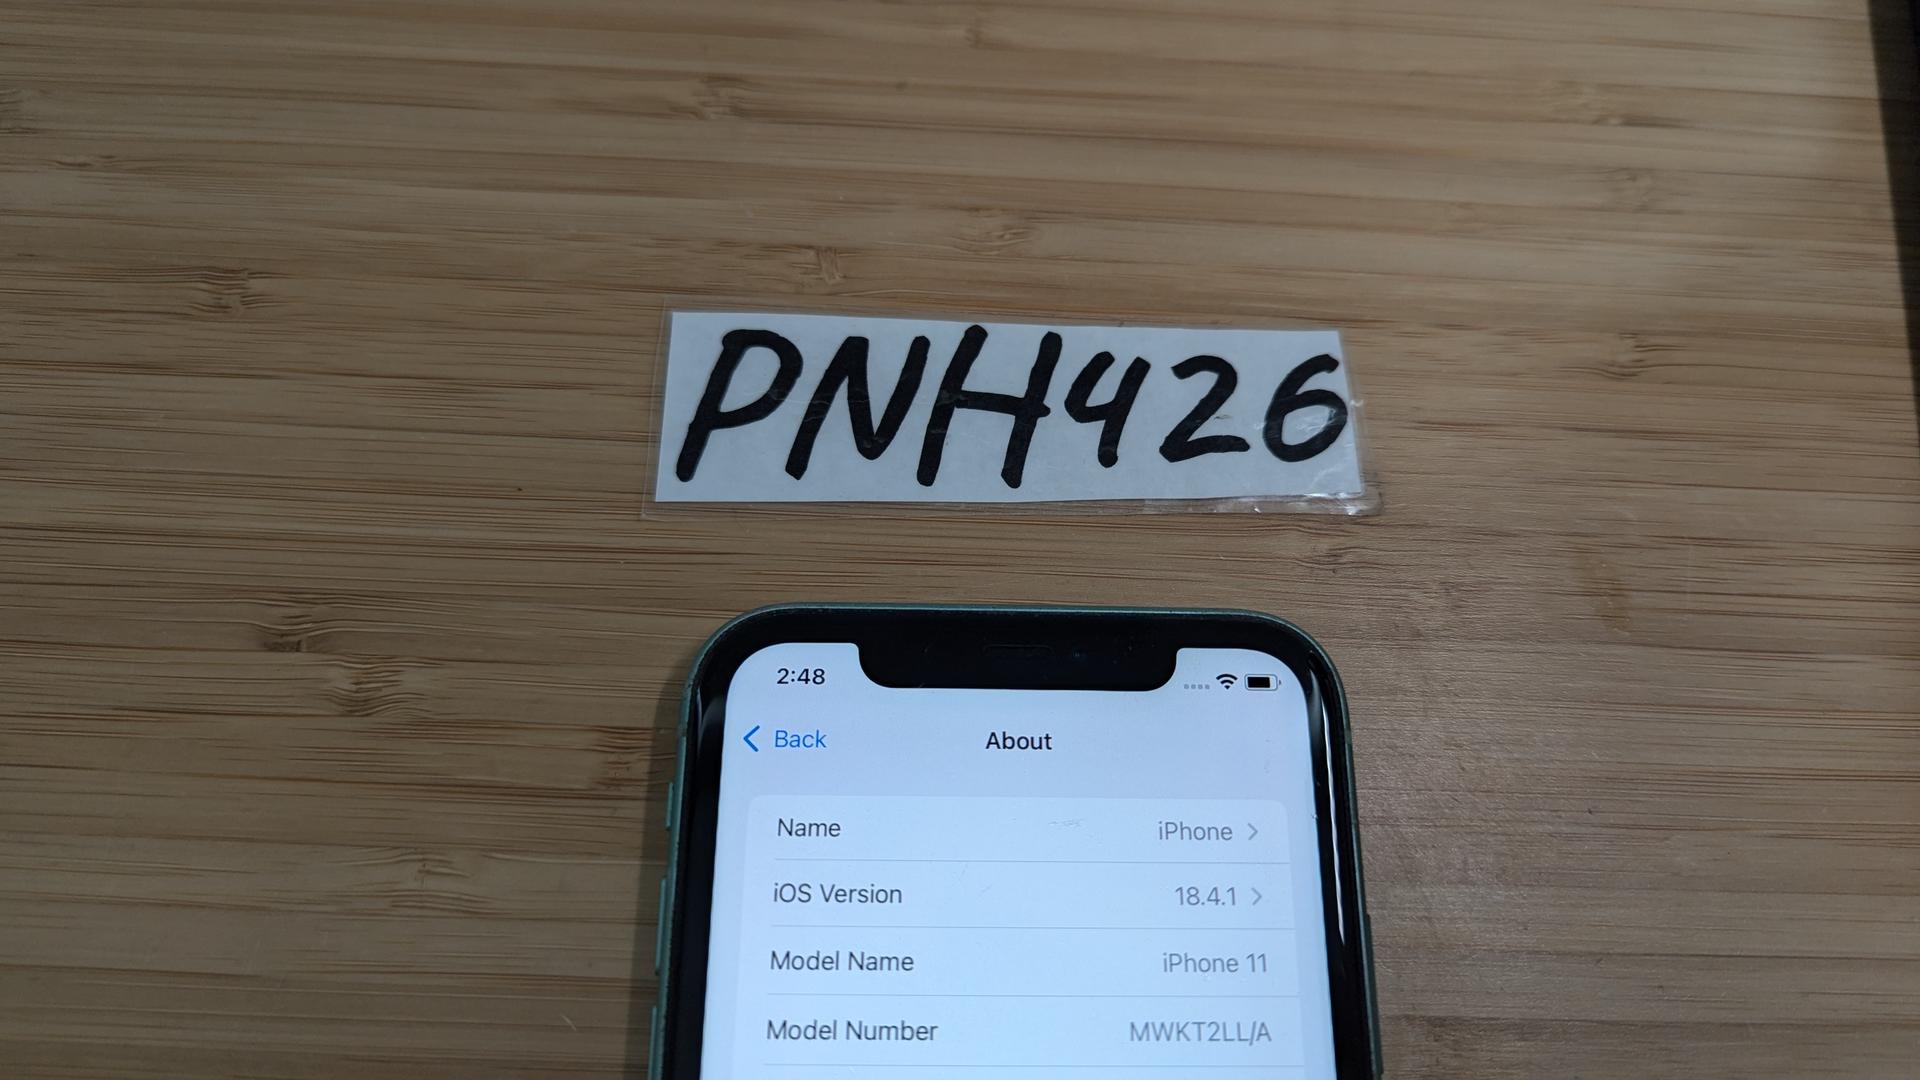 PNH426
2:48
Back
About
Name iPhone
iOS Version 18.4.1
Model Name iPhone 11
Model Number MWKT2LL/A